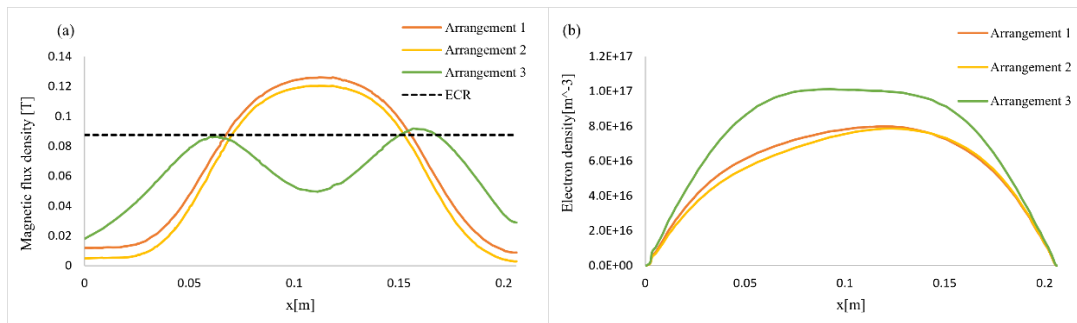 (a)
Arrangement 1
Arrangement 2
Arrangement 3
ECR
Magnetic flux density [T]
0.14
0.12
0.1
0.08
0.06
0.04
0.02
0
0
0.05
0.1
0.15
0.2
x[m]
(b)
Arrangement 1
Arrangement 2
Arrangement 3
Electron density[m^-3]
1.2E+17
1.0E+17
8.0E+16
6.0E+16
4.0E+16
2.0E+16
0.0E+00
0
0.05
0.1
0.15
0.2
x[m]